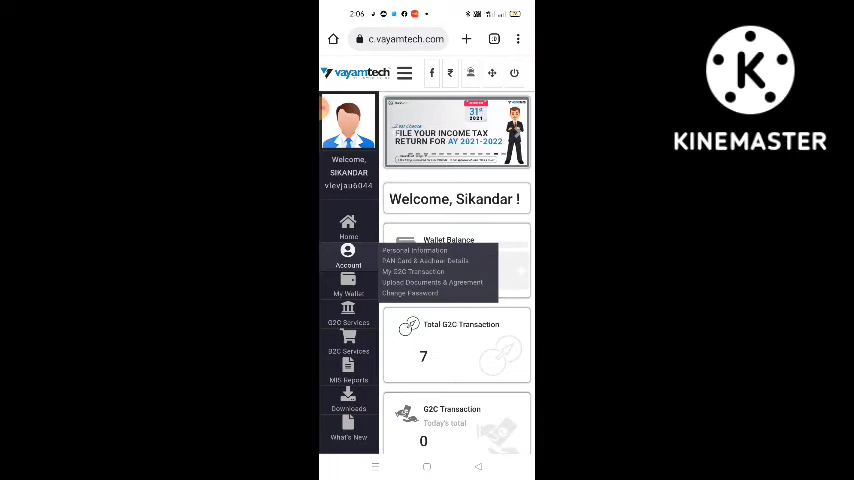 2:06
c.vayamtech.com
vayamtech
31st
2021
FILE YOUR INCOME TAX
RETURN FOR AY 2021-2022
Welcome,
SIKANDAR
vlevjau6044
Welcome, Sikandar !
Home
Wallet Balance
Account
Personal Information
PAN Card & Aadhaar Details
My G2C Transaction
Upload Documents & Agreement
Change Password
My Wallet
G2C Services
Total G2C Transaction
7
B2C Services
MIS Reports
Downloads
G2C Transaction
Today's total
0
What's New
K
KINEMASTER